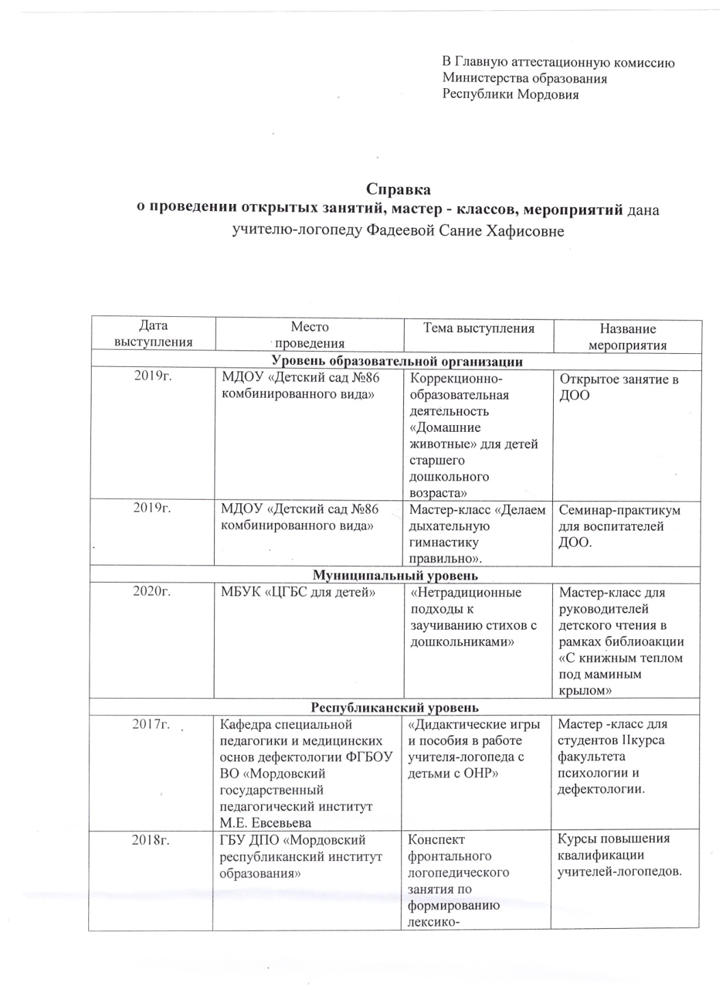 В Главную аттестационную комиссию
Министерства образования
Республики Мордовия
Справка
о проведении открытых занятий, мастер - классов, мероприятий дана
учителю-логопеду Фадеевой Сание Хафисовне
Дата
выступления
Место
проведения
Тема выступления
Название
мероприятия
Уровень образовательной организации
2019г.
МДОУ «Детский сад №86
комбинированного вида»
Коррекционно-
образовательная
деятельность
«Домашние
животные» для детей
старшего
дошкольного
возраста»
Открытое занятие в
ДОО
2019г.
МДОУ «Детский сад №86
комбинированного вида»
Мастер-класс «Делаем
дыхательную
гимнастику
правильно».
Семинар-практикум
для воспитателей
ДОО.
Муниципальный уровень
2020г.
МБУК «ЦГБС для детей»
«Нетрадиционные
подходы к
заучиванию стихов с
дошкольниками»
Мастер-класс для
руководителей
детского чтения в
рамках библиоакции
«С книжным теплом
под маминым
крылом»
Республиканский уровень
2017г.
Кафедра специальной
педагогики и медицинских
основ дефектологии ФГБОУ
ВО «Мордовский
государственный
педагогический институт
М.Е. Евсевьева
«Дидактические игры
и пособия в работе
учителя-логопеда с
детьми с ОНР»
Мастер -класс для
студентов IIкурса
факультета
психологии и
дефектологии.
2018г.
ГБУ ДПО «Мордовский
республиканский институт
образования»
Конспект
фронтального
логопедического
занятия по
формированию
лексико-
Курсы повышения
квалификации
учителей-логопедов.